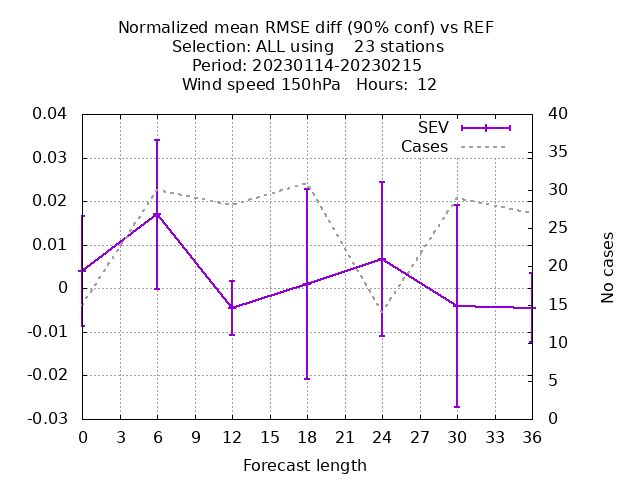 Normalized mean RMSE diff (90% conf) vs REF
Selection: ALL using    23 stations
Period: 20230114-20230215
Wind speed 150hPa   Hours:  12
SEV
Cases
0.04
0.03
0.02
0.01
0
-0.01
-0.02
-0.03
40
35
30
25
20
15
10
5
0
No cases
0 3 6 9 12 15 18 21 24 27 30 33 36
Forecast length